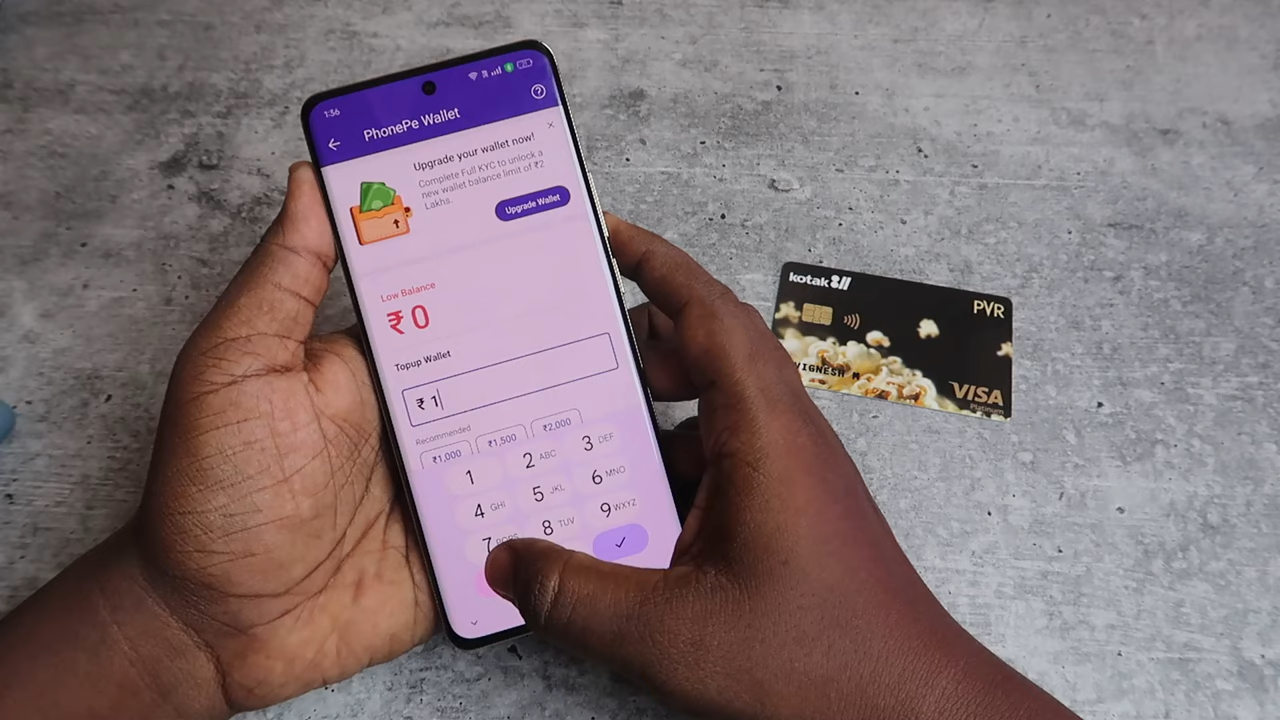 1:36
PhonePe Wallet
Upgrade your wallet now!
Complete Full KYC to unlock a
new wallet balance limit of ₹2
Lakhs.
Upgrade Wallet
Low Balance
₹0
Topup Wallet
₹ 1
Recommended
₹1,000 ₹1,500 ₹2,000
1 2 ABC 3 DEF
4 GHI 5 JKL 6 MNO
7 PQRS 8 TUV 9 WXYZ
kotak 811
PVR
VIGNESH M
VISA
Platinum